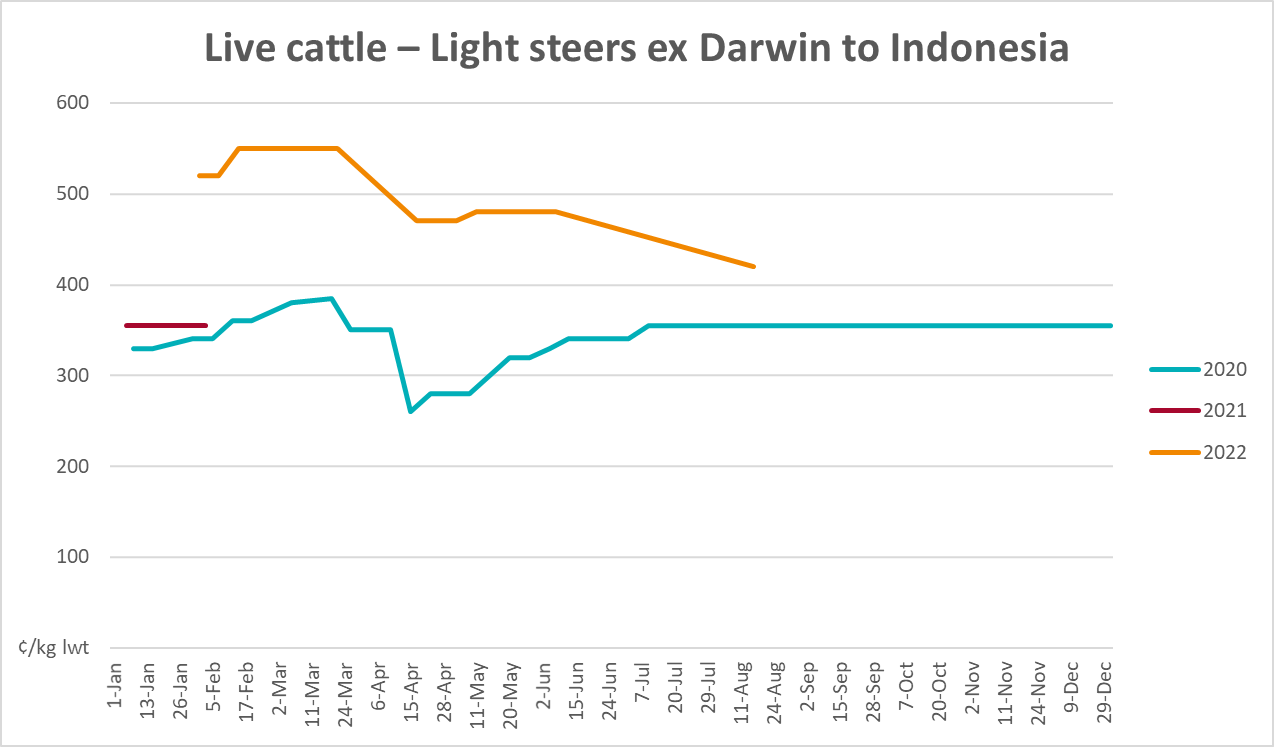 Live cattle – Light steers ex Darwin to Indonesia
600
500
400
300
200
100
¢/kg lwt
1-Jan
13-Jan
26-Jan
5-Feb
17-Feb
2-Mar
11-Mar
24-Mar
6-Apr
15-Apr
28-Apr
11-May
20-May
2-Jun
15-Jun
24-Jun
7-Jul
20-Jul
29-Jul
11-Aug
24-Aug
2-Sep
15-Sep
28-Sep
7-Oct
20-Oct
2-Nov
11-Nov
24-Nov
9-Dec
29-Dec
2020
2021
2022